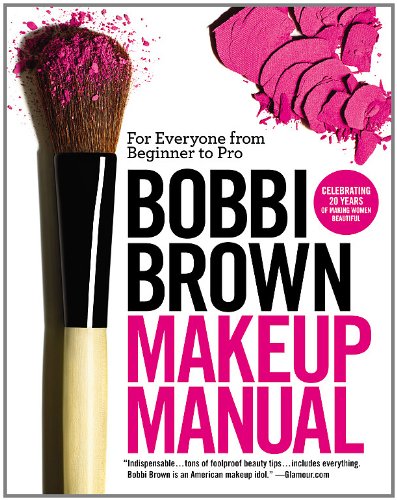 For Everyone from
Beginner to Pro
BOBBI
BROWN
MAKEUP
MANUAL
CELEBRATING
20 YEARS
OF MAKING WOMEN
BEAUTIFUL
"Indispensable...tons of foolproof beauty tips...includes everything.
Bobbi Brown is an American makeup idol." —Glamour.com